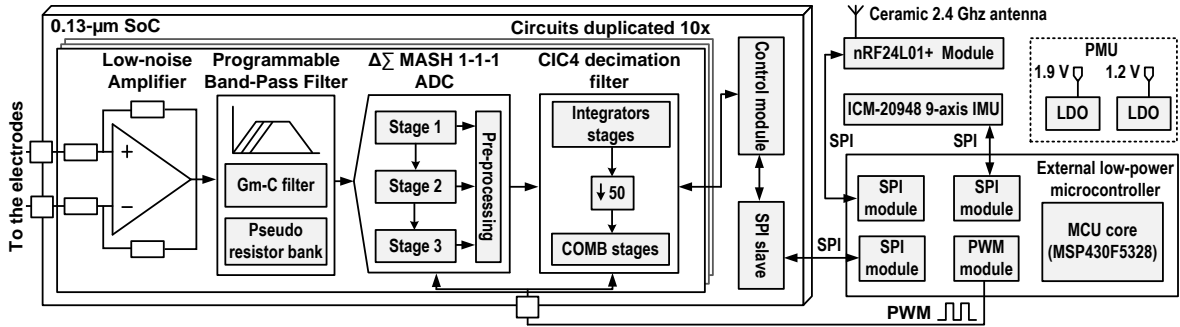 0.13-µm SoC
Circuits duplicated 10x
Low-noise
Amplifier
Programmable
Band-Pass Filter
Δ∑ MASH 1-1-1
ADC
CIC4 decimation
filter
To the electrodes
+
−
Gm-C filter
Pseudo
resistor bank
Stage 1
Stage 2
Stage 3
Pre-processing
Integrators
stages
↓ 50
COMB stages
Control module
SPI slave
SPI
PWM
Ceramic 2.4 Ghz antenna
nRF24L01+ Module
ICM-20948 9-axis IMU
SPI
SPI
PMU
1.9 V
1.2 V
LDO
LDO
External low-power
microcontroller
SPI
module
SPI
module
SPI
module
PWM
module
MCU core
(MSP430F5328)